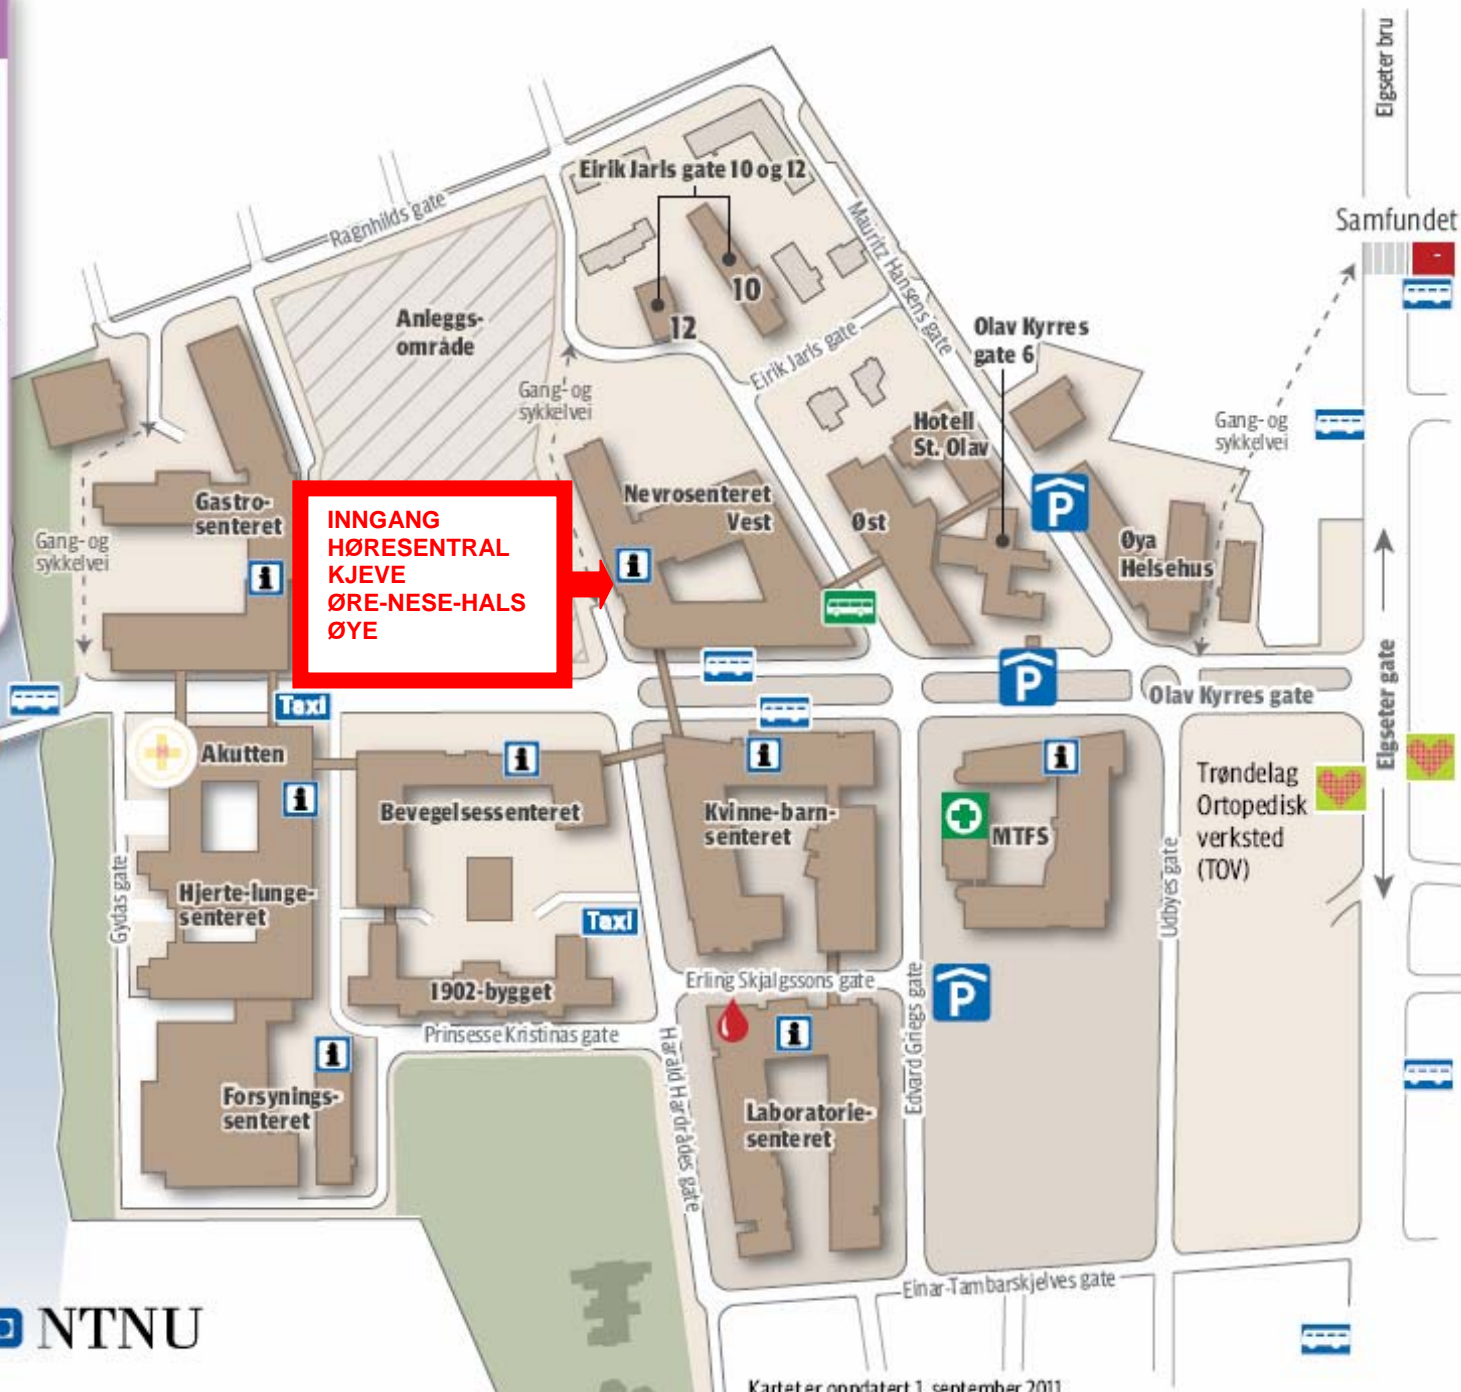 Elgseter bru
Samfundet
Eirik Jarls gate 10 og 12
Ragnhilds gate
Mauritz Hansens gate
10
12
Anleggs-
område
Eirik Jarls gate
Olav Kyrres
gate 6
Gang- og
sykkelvei
Gang- og
sykkelvei
Hotell
St. Olav
Gastro-
senteret
Nevrosenteret
Vest
Øst
P
Øya
Helsehus
Gang- og
sykkelvei
INNGANG
HØRESENTRAL
KJEVE
ØRE-NESE-HALS
ØYE
i
i
P
Olav Kyrres gate
Elgseter gate
Taxi
H
Akutten
i
i
i
i
Bevegelsessenteret
Kvinne-barn-
senteret
MTFS
Trøndelag
Ortopedisk
verksted
(TOV)
Gydas gate
Hjerte-lunge-
senteret
Udbyes gate
Taxi
1902-bygget
Erling Skjalgssons gate
P
Prinsesse Kristinas gate
Harald Hardrådes gate
Edvard Griegs gate
i
i
Forsynings-
senteret
Laboratorie-
senteret
Einar-Tambarskjelves gate
NTNU
Kartet er oppdatert 1. september 2011